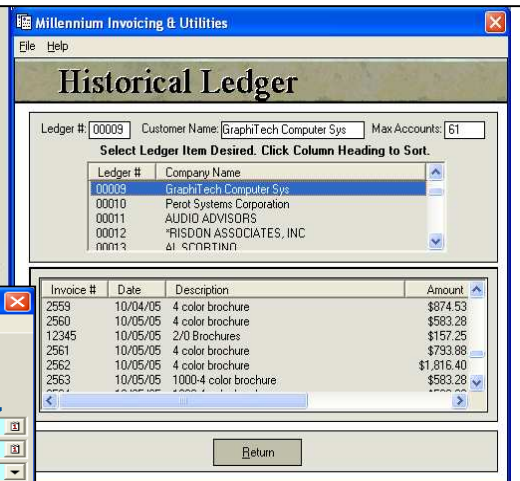 Millennium Invoicing & Utilities
File Help
Historical Ledger
Ledger #: 00009 Customer Name: GraphiTech Computer Sys Max Accounts: 61
Select Ledger Item Desired. Click Column Heading to Sort.
Ledger # Company Name
00009 GraphiTech Computer Sys
00010 Perot Systems Corporation
00011 AUDIO ADVISORS
00012 *RISDON ASSOCIATES, INC
00013 AL SCORTINO
Invoice # Date Description Amount
2559 10/04/05 4 color brochure $874.53
2560 10/05/05 4 color brochure $583.28
12345 10/05/05 2/0 Brochures $157.25
2561 10/05/05 4 color brochure $793.88
2562 10/05/05 4 color brochure $1,816.40
2563 10/05/05 1000-4 color brochure $583.28
Return